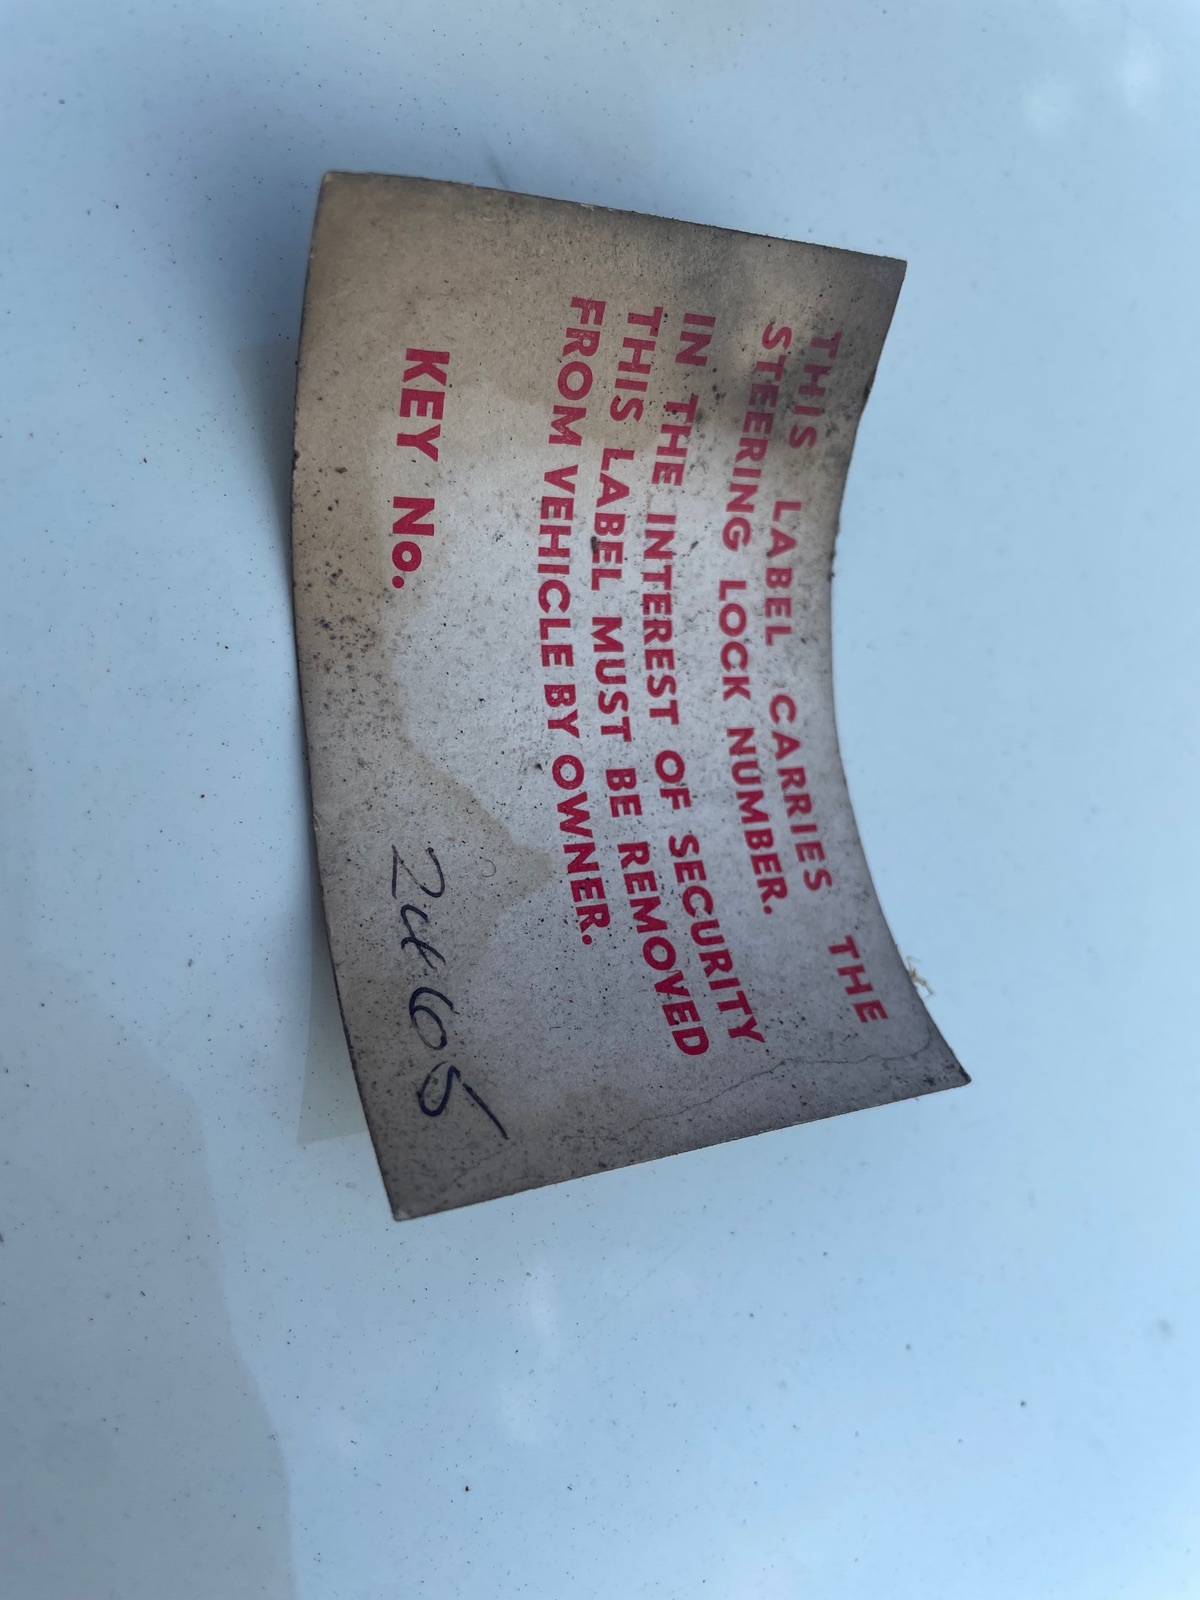 THIS LABEL CARRIES THE
STEERING LOCK NUMBER.
IN THE INTEREST OF SECURITY
THIS LABEL MUST BE REMOVED
FROM VEHICLE BY OWNER.
KEY No. 24605